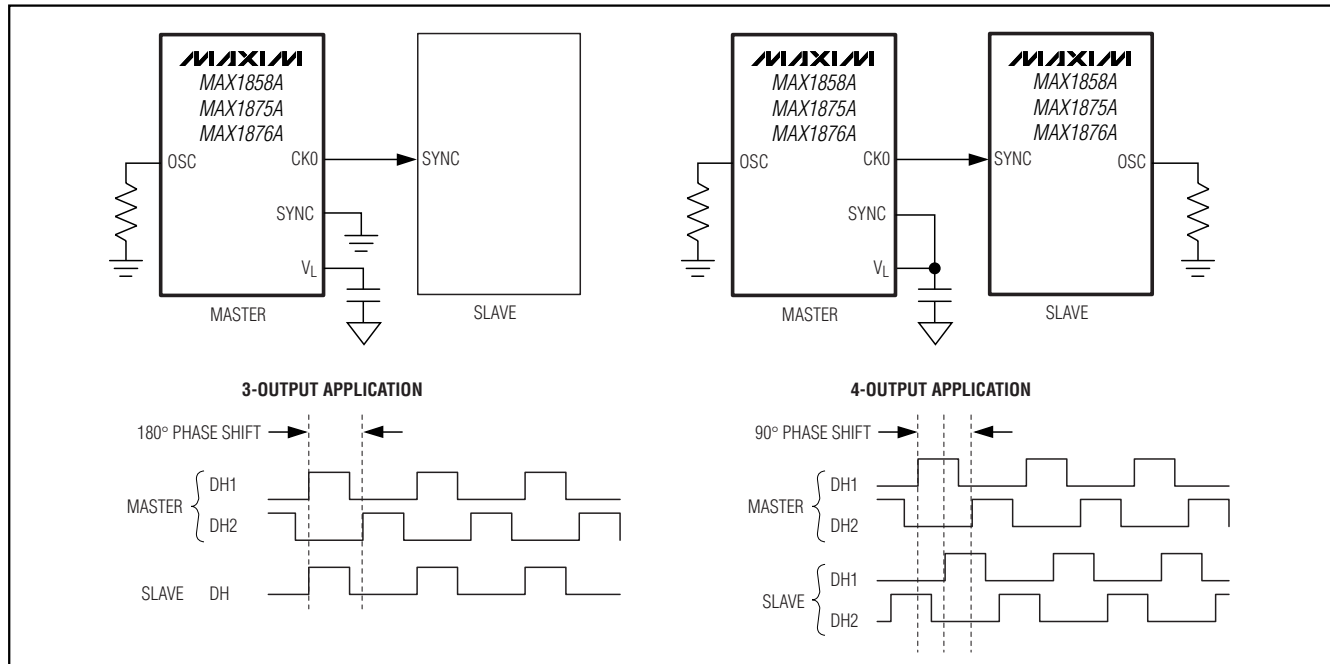 MAXIM
MAX1858A
MAX1875A
MAX1876A
OSC
CK0
SYNC
VL
MASTER
SYNC
SLAVE
MAXIM
MAX1858A
MAX1875A
MAX1876A
OSC
CK0
SYNC
VL
MASTER
MAXIM
MAX1858A
MAX1875A
MAX1876A
SYNC
OSC
SLAVE
3-OUTPUT APPLICATION
180° PHASE SHIFT
MASTER
DH1
DH2
SLAVE DH
4-OUTPUT APPLICATION
90° PHASE SHIFT
MASTER
DH1
DH2
SLAVE
DH1
DH2